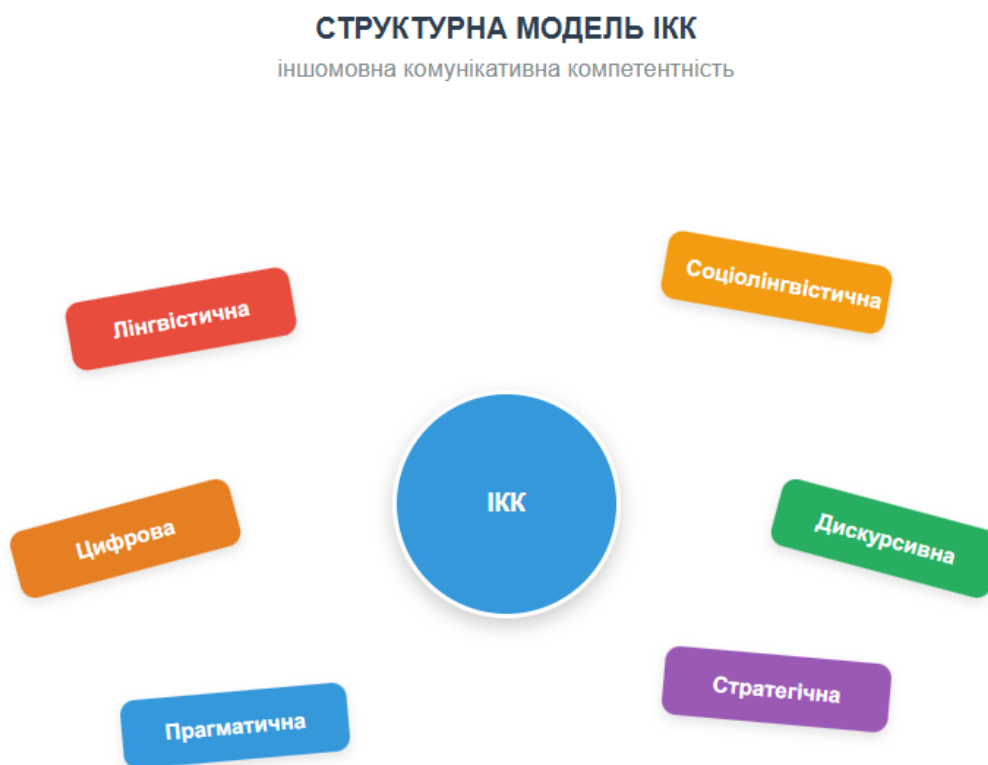 СТРУКТУРНА МОДЕЛЬ ІКК
іншомовна комунікативна компетентність
Соціолінгвістична
Лінгвістична
ІКК
Цифрова
Дискурсивна
Стратегічна
Прагматична